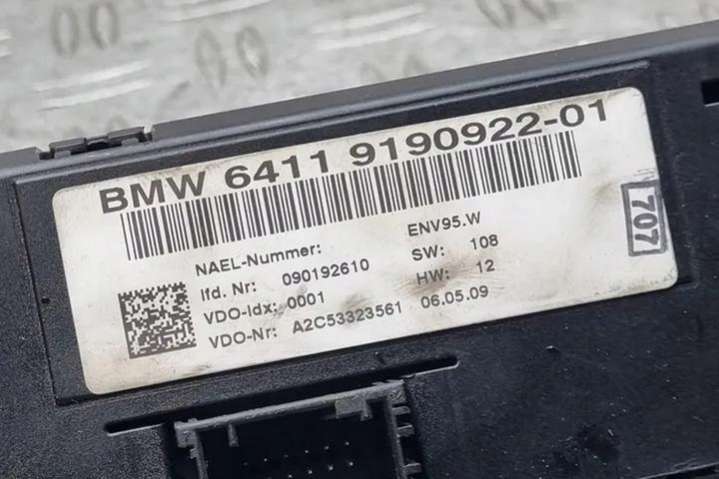 BMW 6411 9190922-01
NAEL-Nummer: ENV95.W
lfd. Nr: 090192610 SW: 108
VDO-Idx: 0001 HW: 12
VDO-Nr: A2C53323561 06.05.09
707